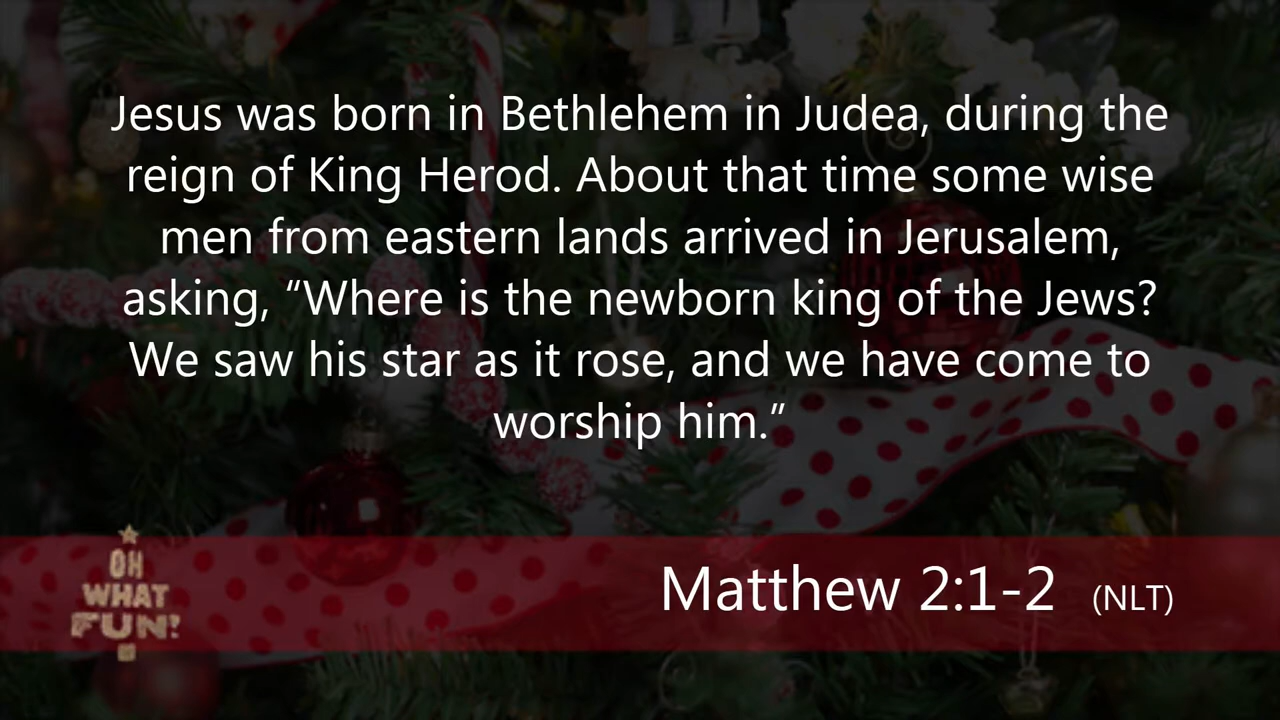 Jesus was born in Bethlehem in Judea, during the
reign of King Herod. About that time some wise
men from eastern lands arrived in Jerusalem,
asking, “Where is the newborn king of the Jews?
We saw his star as it rose, and we have come to
worship him.”
OH
WHAT
FUN!
Matthew 2:1-2 (NLT)